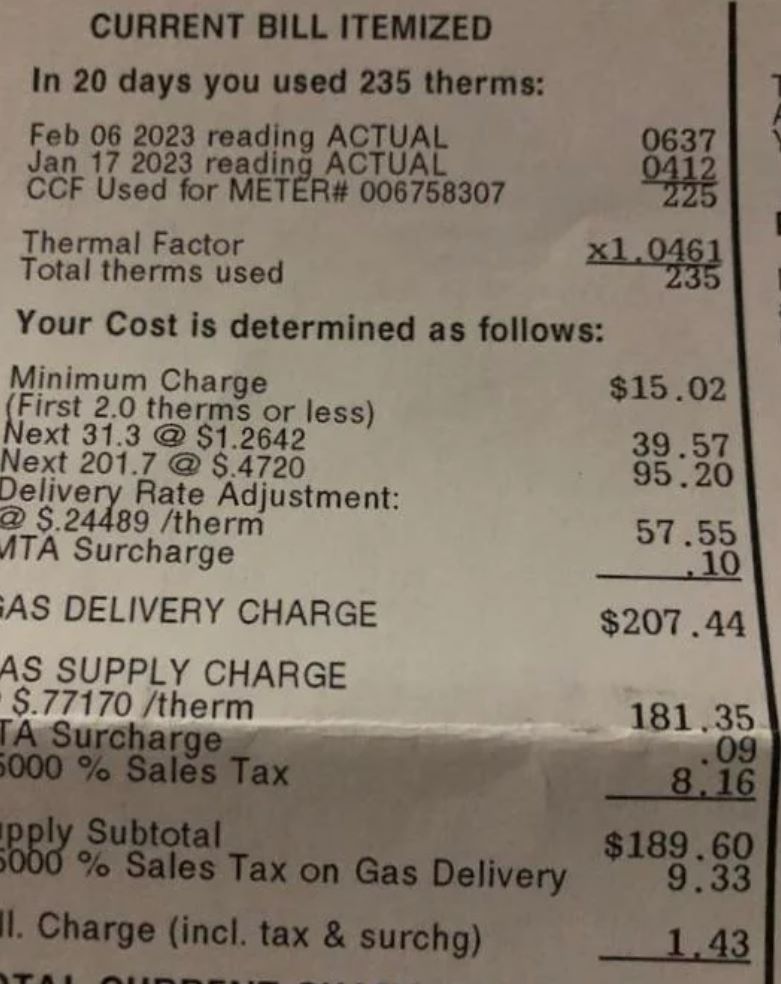 CURRENT BILL ITEMIZED
In 20 days you used 235 therms:
Feb 06 2023 reading ACTUAL 0637
Jan 17 2023 reading ACTUAL 0412
CCF Used for METER# 006758307 225
Thermal Factor x1.0461
Total therms used 235
Your Cost is determined as follows:
Minimum Charge $15.02
(First 2.0 therms or less)
Next 31.3 @ $1.2642 39.57
Next 201.7 @ $.4720 95.20
Delivery Rate Adjustment:
@ $.24489 /therm 57.55
MTA Surcharge .10
GAS DELIVERY CHARGE $207.44
AS SUPPLY CHARGE
$.77170 /therm 181.35
TA Surcharge .09
5000 % Sales Tax 8.16
upply Subtotal $189.60
5000 % Sales Tax on Gas Delivery 9.33
ll. Charge (incl. tax & surchg) 1.43